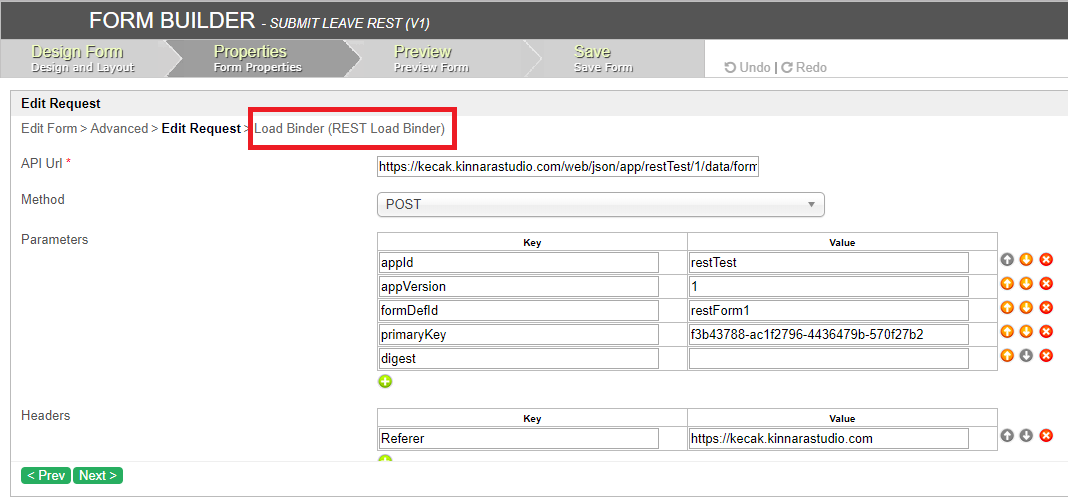 FORM BUILDER - SUBMIT LEAVE REST (V1)
Design Form Properties Preview Save
Design and Layout Form Properties Preview Form Save Form
Undo | Redo
Edit Request
Edit Form > Advanced > Edit Request > Load Binder (REST Load Binder)
API Url * https://kecak.kinnarastudio.com/web/json/app/restTest/1/data/form
Method POST
Parameters Key Value
appId restTest
appVersion 1
formDefId restForm1
primaryKey f3b43788-ac1f2796-4436479b-570f27b2
digest
Headers Key Value
Referer https://kecak.kinnarastudio.com
< Prev Next >